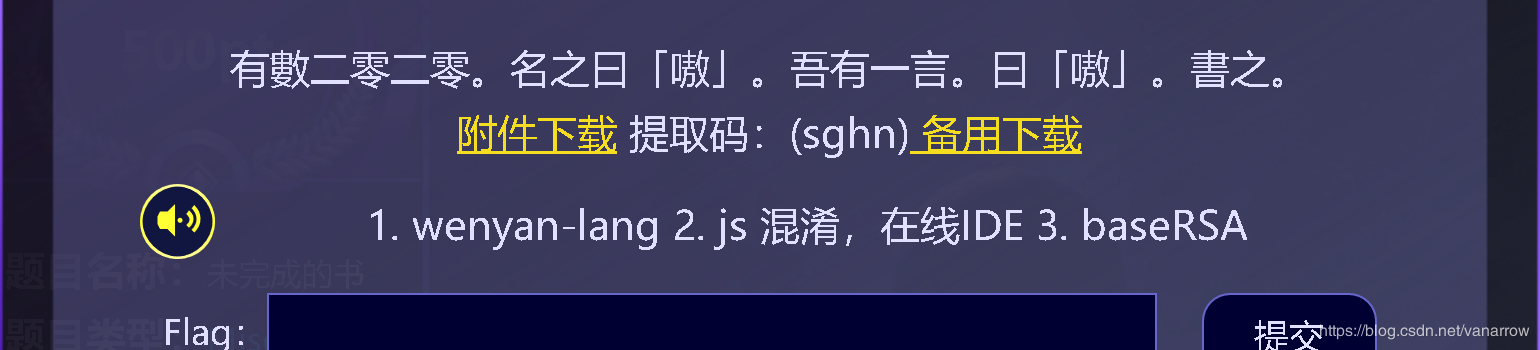 有數二零二零。名之曰「嗷」。吾有一言。曰「嗷」。書之。
附件下载 提取码：(sghn) 备用下载
1. wenyan-lang 2. js 混淆，在线IDE 3. baseRSA
题目名称：未完成的书
Flag：
题目类型：
提交
https://blog.csdn.net/vanarrow